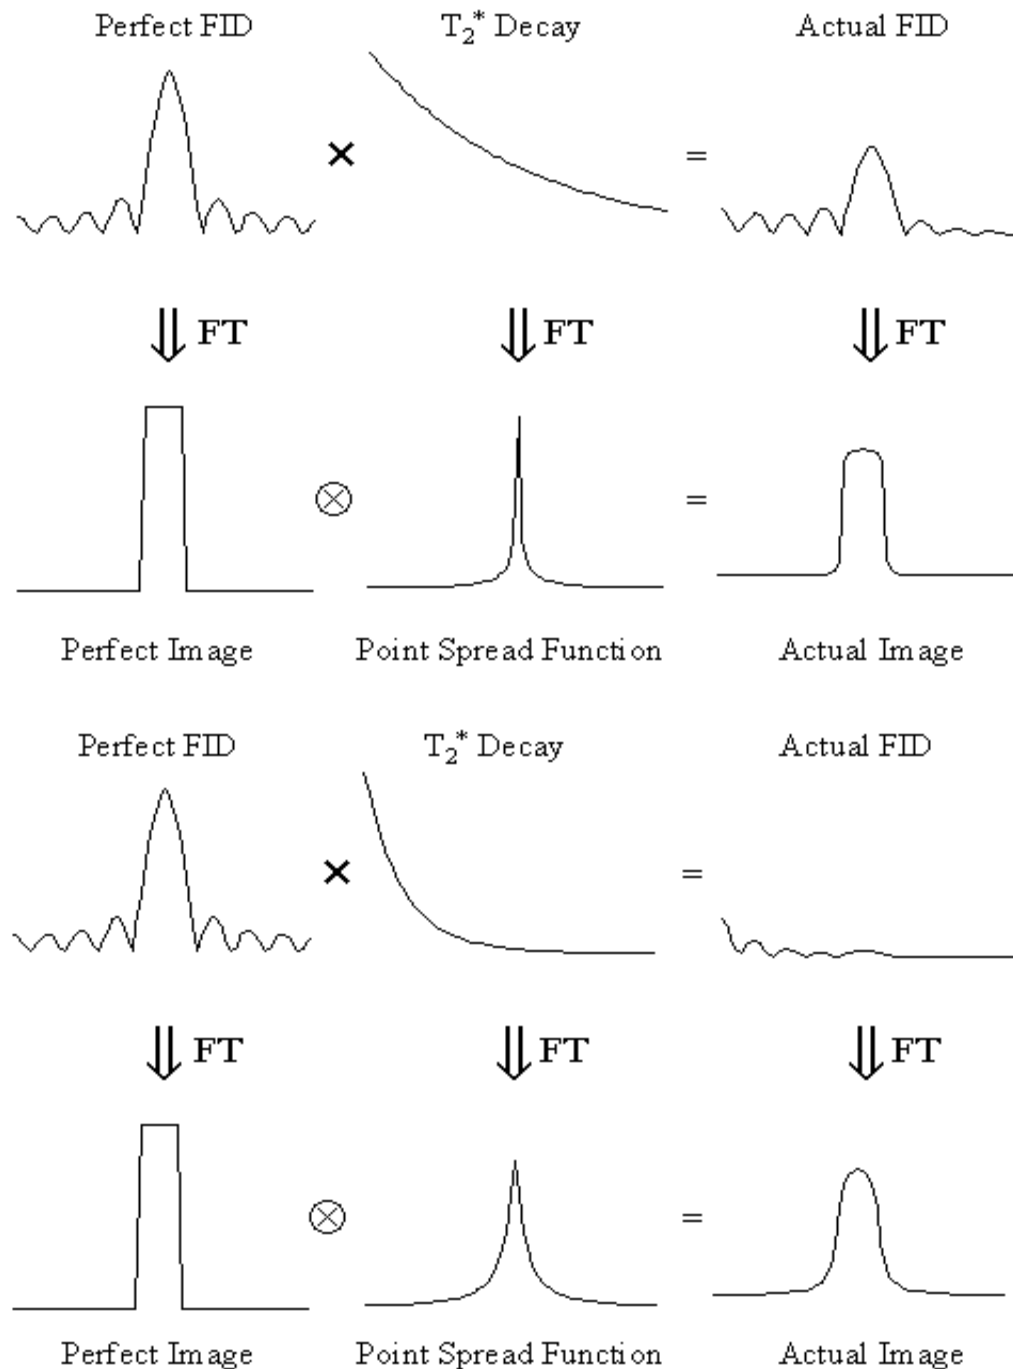 Perfect FID T₂* Decay Actual FID
× =
FT FT FT
⊗ =
Perfect Image Point Spread Function Actual Image
Perfect FID T₂* Decay Actual FID
× =
FT FT FT
⊗ =
Perfect Image Point Spread Function Actual Image